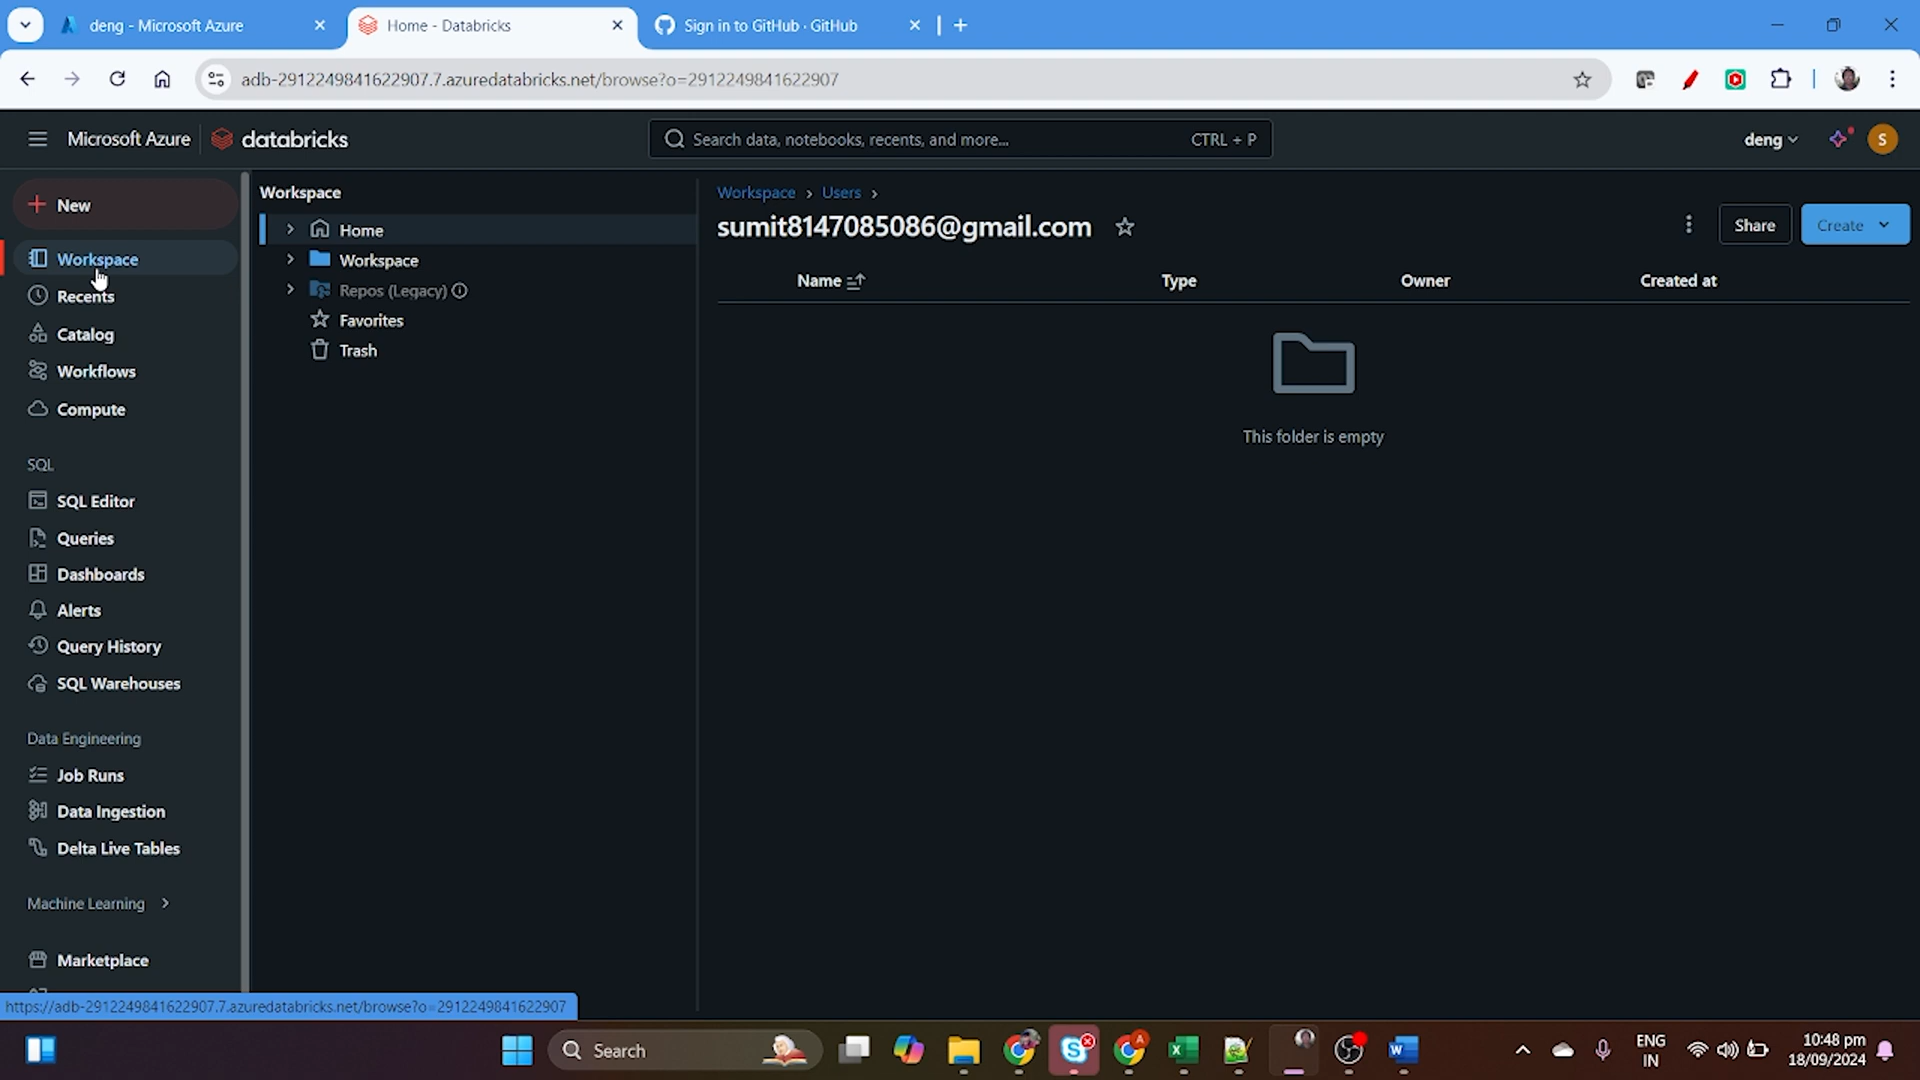 deng - Microsoft Azure
Home - Databricks
Sign in to GitHub · GitHub
adb-2912249841622907.7.azuredatabricks.net/browse?o=2912249841622907
Microsoft Azure
databricks
Search data, notebooks, recents, and more...
CTRL + P
deng
S
New
Workspace
Recents
Catalog
Workflows
Compute
SQL
SQL Editor
Queries
Dashboards
Alerts
Query History
SQL Warehouses
Data Engineering
Job Runs
Data Ingestion
Delta Live Tables
Machine Learning
Marketplace
https://adb-2912249841622907.7.azuredatabricks.net/browse?o=2912249841622907
Workspace
Home
Workspace
Repos (Legacy)
Favorites
Trash
Workspace > Users >
sumit8147085086@gmail.com
Share
Create
Name Type Owner Created at
This folder is empty
Search
ENG
IN
10:48 pm
18/09/2024